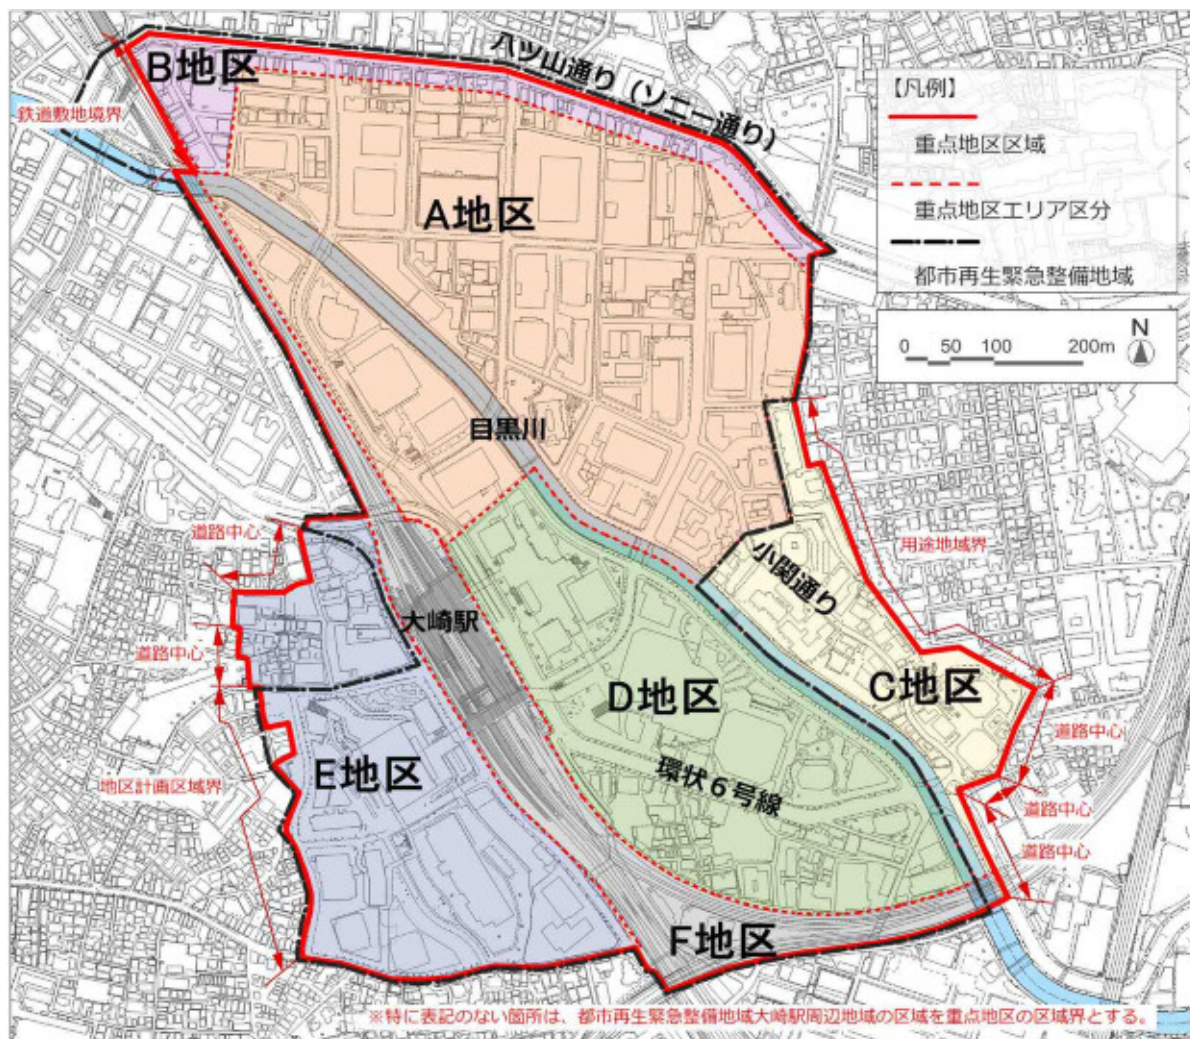 B地区
八ツ山通り（ソニー通り）
鉄道敷地境界
【凡例】
重点地区区域
重点地区エリア区分
都市再生緊急整備地域
A地区
0 50 100 200m
N
目黒川
道路中心
用途地域界
小関通り
大崎駅
道路中心
C地区
D地区
道路中心
E地区
地区計画区域界
環状6号線
道路中心
道路中心
F地区
※特に表記のない箇所は、都市再生緊急整備地域大崎駅周辺地域の区域を重点地区の区域界とする。